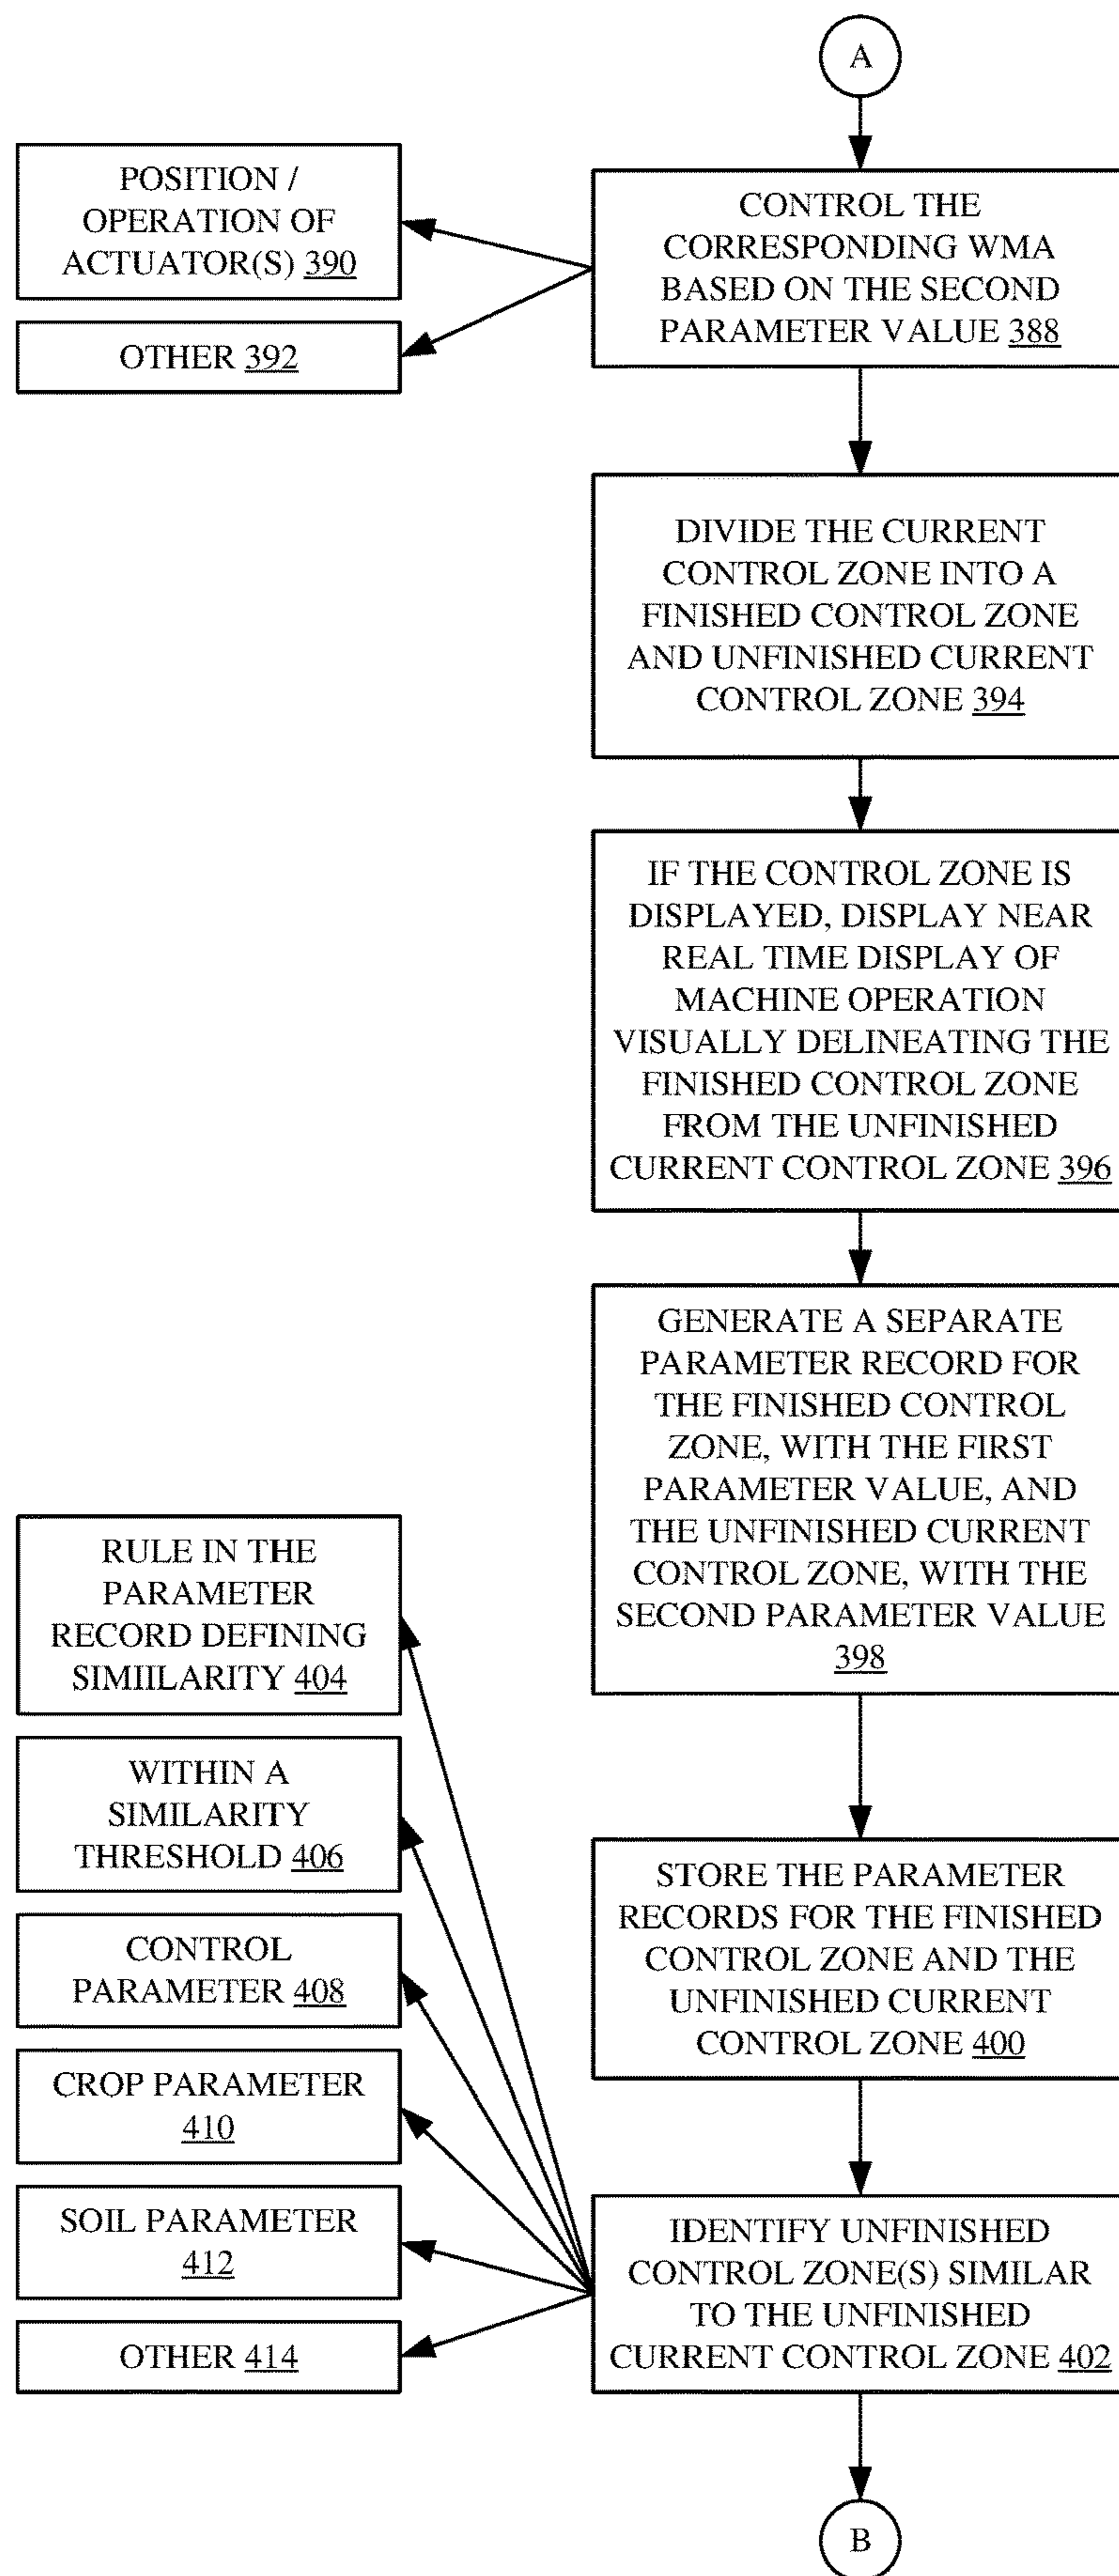 A
POSITION /
OPERATION OF
ACTUATOR(S) 390
OTHER 392
CONTROL THE
CORRESPONDING WMA
BASED ON THE SECOND
PARAMETER VALUE 388
DIVIDE THE CURRENT
CONTROL ZONE INTO A
FINISHED CONTROL ZONE
AND UNFINISHED CURRENT
CONTROL ZONE 394
IF THE CONTROL ZONE IS
DISPLAYED, DISPLAY NEAR
REAL TIME DISPLAY OF
MACHINE OPERATION
VISUALLY DELINEATING THE
FINISHED CONTROL ZONE
FROM THE UNFINISHED
CURRENT CONTROL ZONE 396
GENERATE A SEPARATE
PARAMETER RECORD FOR
THE FINISHED CONTROL
ZONE, WITH THE FIRST
PARAMETER VALUE, AND
THE UNFINISHED CURRENT
CONTROL ZONE, WITH THE
SECOND PARAMETER VALUE
398
RULE IN THE
PARAMETER
RECORD DEFINING
SIMIILARITY 404
WITHIN A
SIMILARITY
THRESHOLD 406
CONTROL
PARAMETER 408
CROP PARAMETER
410
SOIL PARAMETER
412
OTHER 414
STORE THE PARAMETER
RECORDS FOR THE FINISHED
CONTROL ZONE AND THE
UNFINISHED CURRENT
CONTROL ZONE 400
IDENTIFY UNFINISHED
CONTROL ZONE(S) SIMILAR
TO THE UNFINISHED
CURRENT CONTROL ZONE 402
B